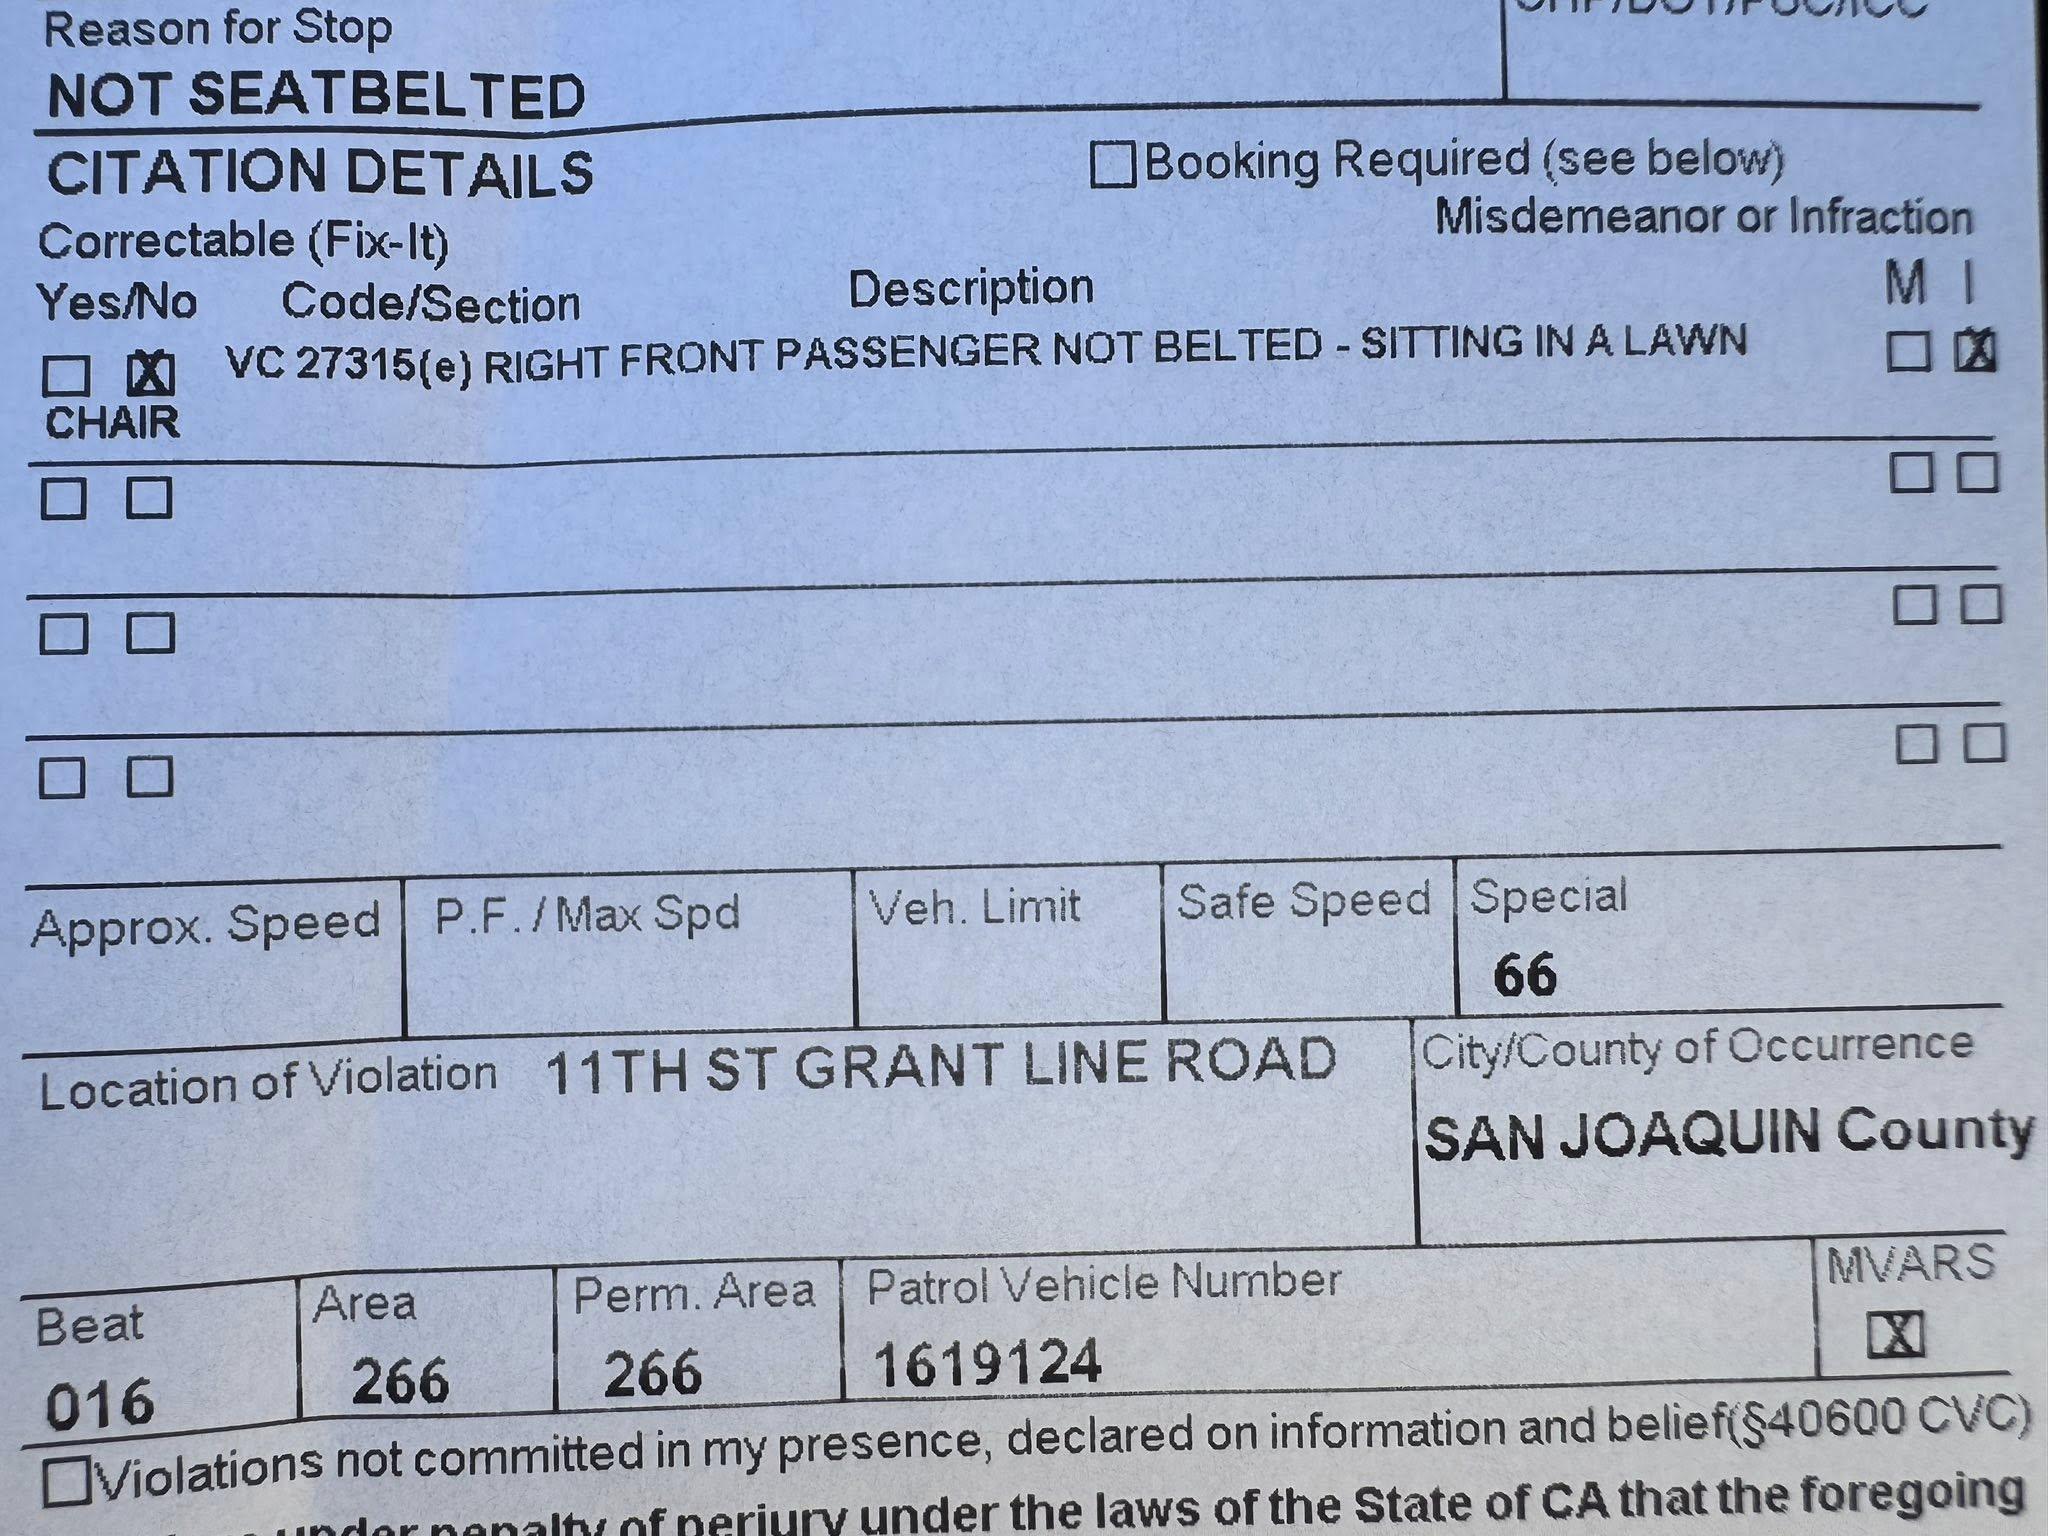 Reason for Stop
CHP/DOT/PUC/ICC
NOT SEATBELTED
CITATION DETAILS
Booking Required (see below)
Misdemeanor or Infraction
Correctable (Fix-It)
Yes/No Code/Section Description M I
X VC 27315(e) RIGHT FRONT PASSENGER NOT BELTED - SITTING IN A LAWN X
CHAIR
Approx. Speed P.F. / Max Spd Veh. Limit Safe Speed Special
66
Location of Violation 11TH ST GRANT LINE ROAD City/County of Occurrence
SAN JOAQUIN County
Beat Area Perm. Area Patrol Vehicle Number MVARS
016 266 266 1619124 X
Violations not committed in my presence, declared on information and belief(§40600 CVC)
under penalty of perjury under the laws of the State of CA that the foregoing